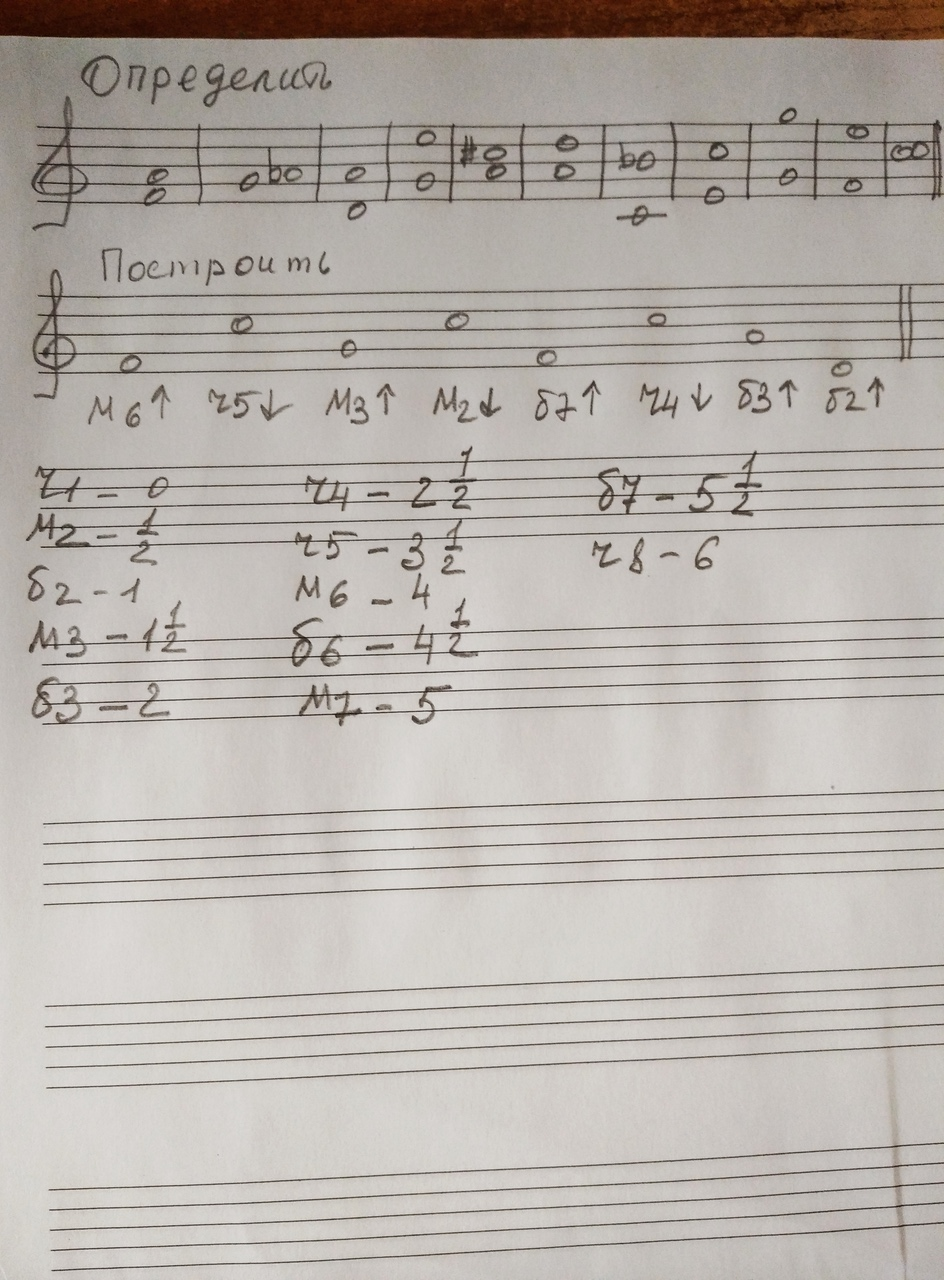 Определить
Построить
м6↑ ч5↓ м3↑ м2↓ б7↑ ч4↓ б3↑ б2↑
ч1 – 0 ч4 – 2 1/2 б7 – 5 1/2
м2 – 1/2 ч5 – 3 1/2 ч8 – 6
б2 – 1 м6 – 4
м3 – 1 1/2 б6 – 4 1/2
б3 – 2 м7 – 5